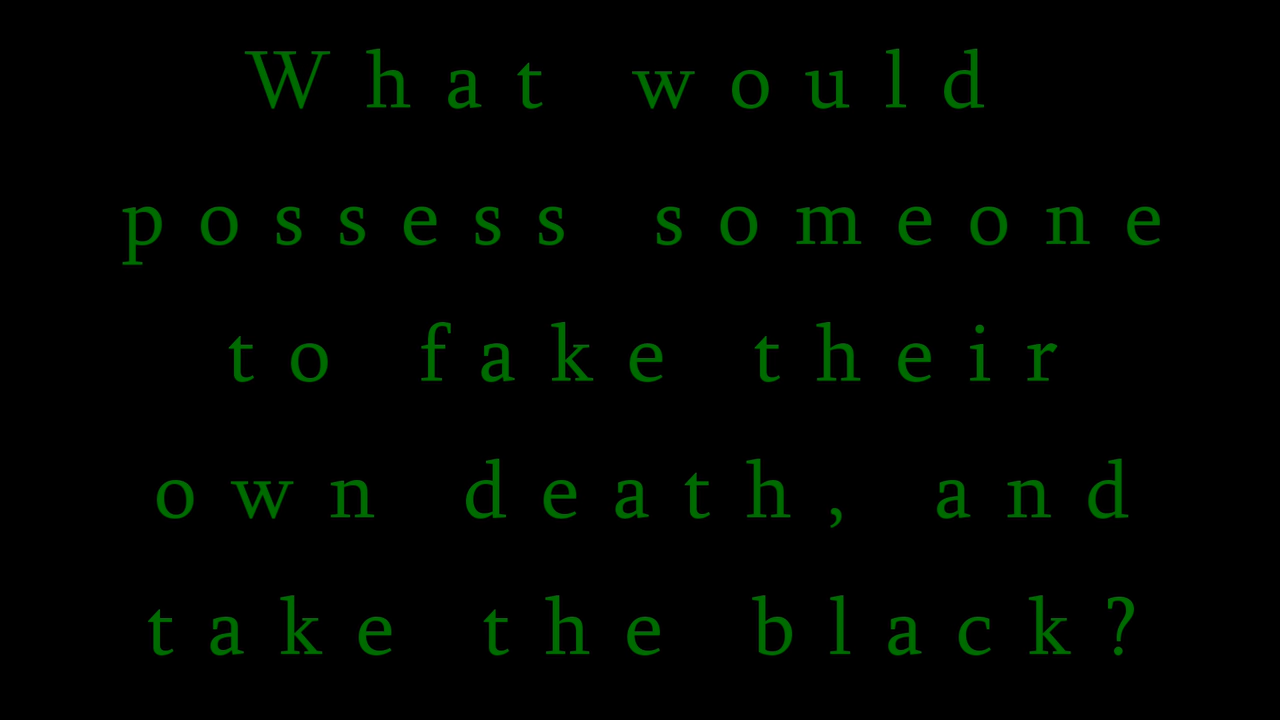 What would
possess someone
to fake their
own death, and
take the black?